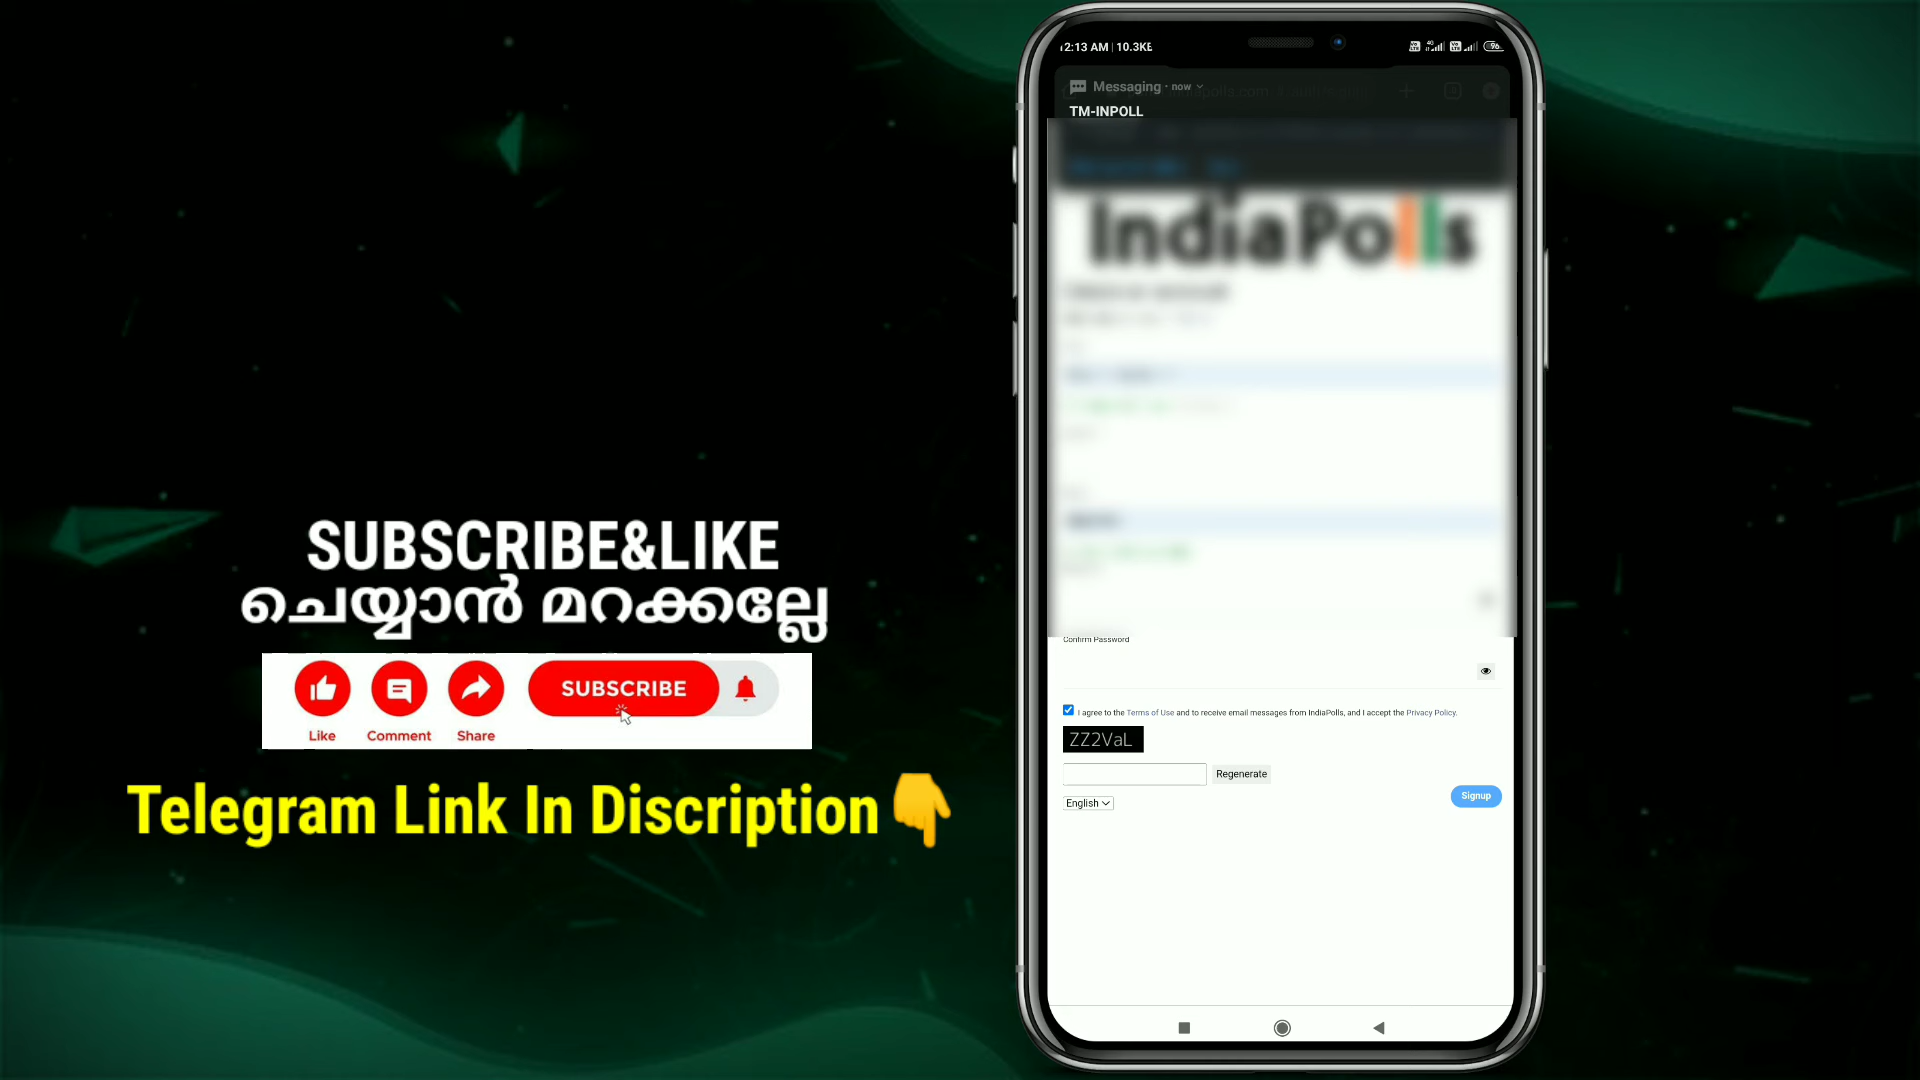 SUBSCRIBE&LIKE
ചെയ്യാൻ മറക്കല്ലേ
SUBSCRIBE
Like
Comment
Share
Telegram Link In Discription
2:13 AM | 10.3KE
96
Messaging · now
TM-INPOLL
IndiaPolls
Confirm Password
I agree to the Terms of Use and to receive email messages from IndiaPolls, and I accept the Privacy Policy.
ZZ2VaL
Regenerate
English
Signup